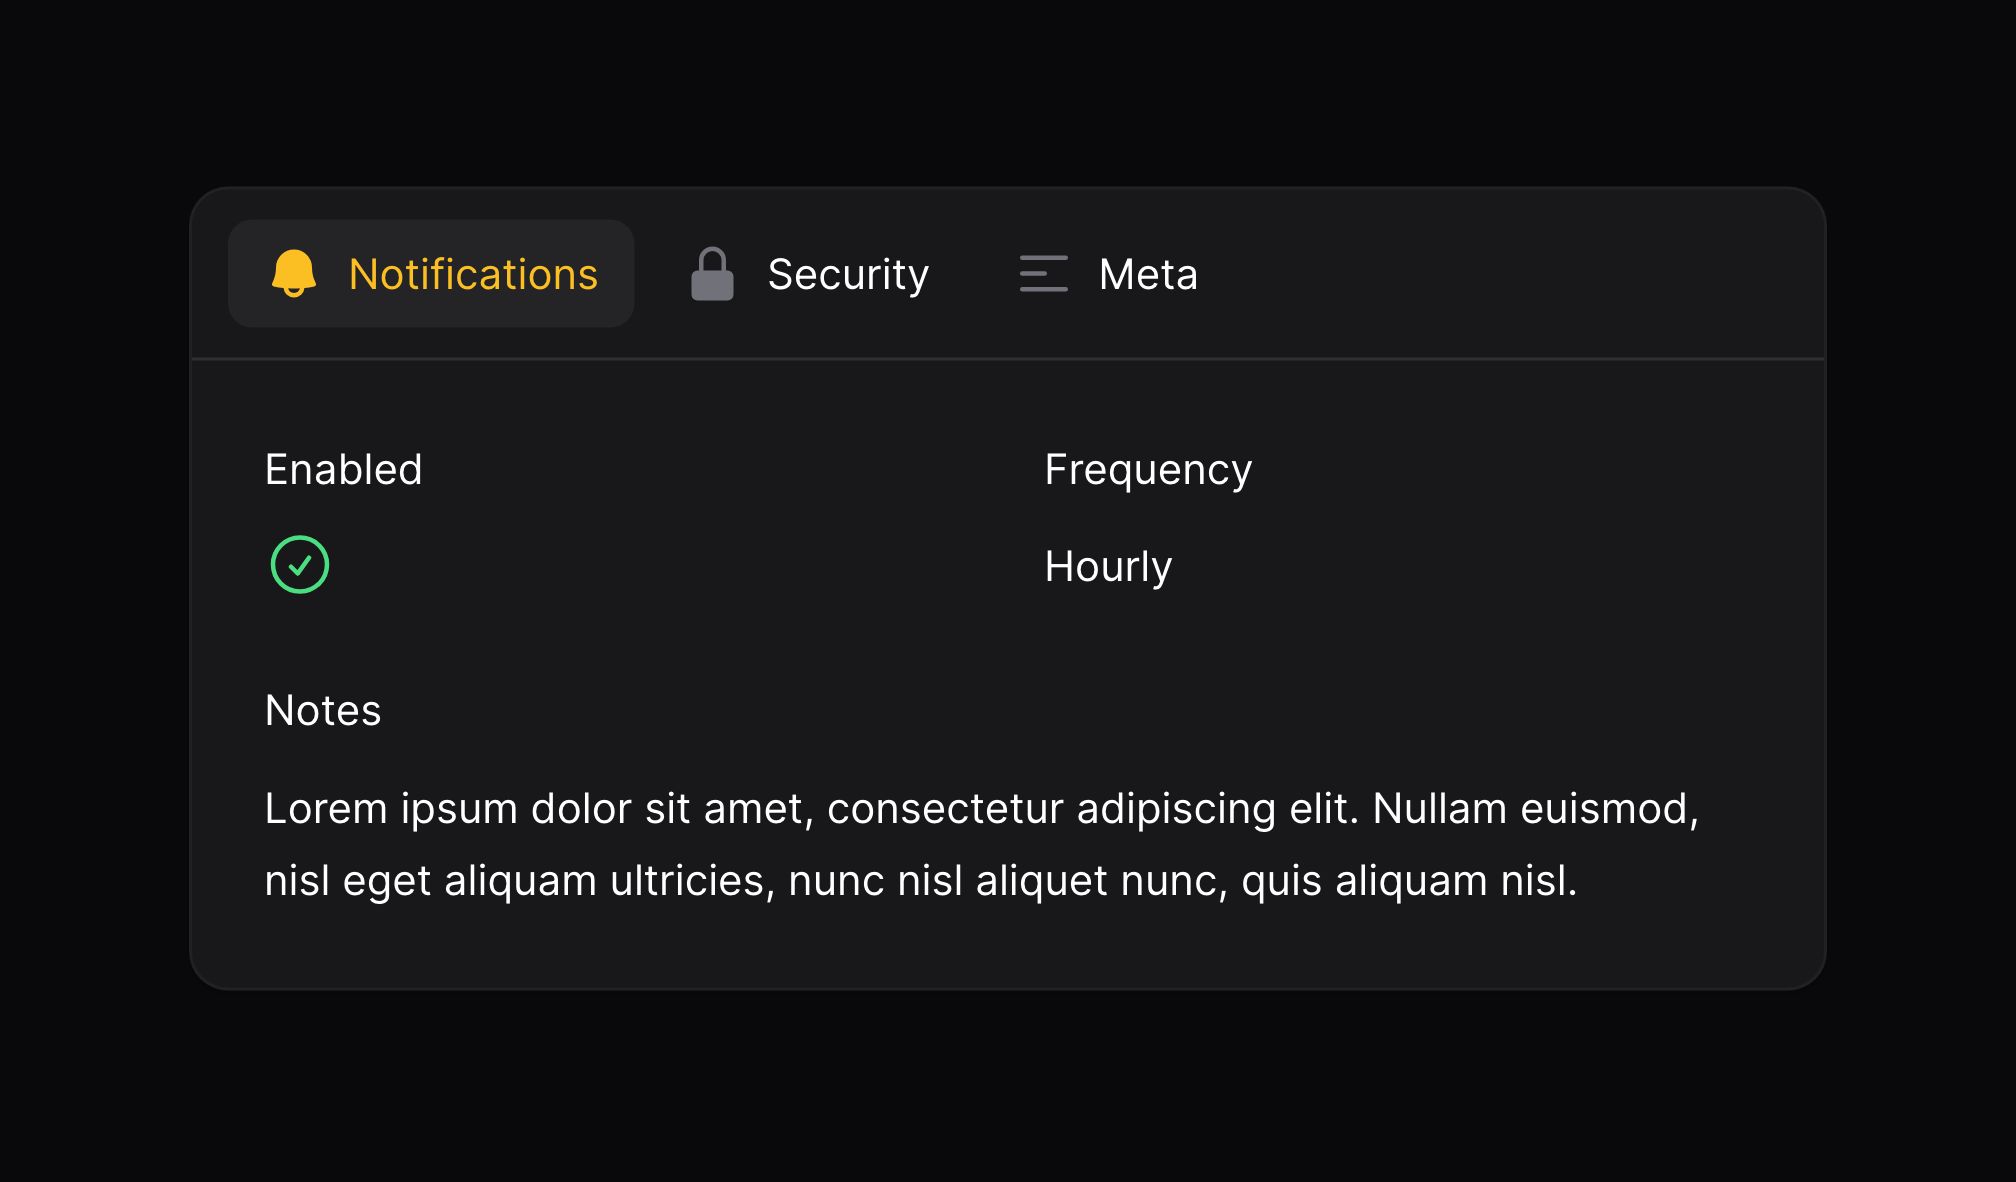 Notifications Security Meta
Enabled Frequency
Hourly
Notes
Lorem ipsum dolor sit amet, consectetur adipiscing elit. Nullam euismod,
nisl eget aliquam ultricies, nunc nisl aliquet nunc, quis aliquam nisl.